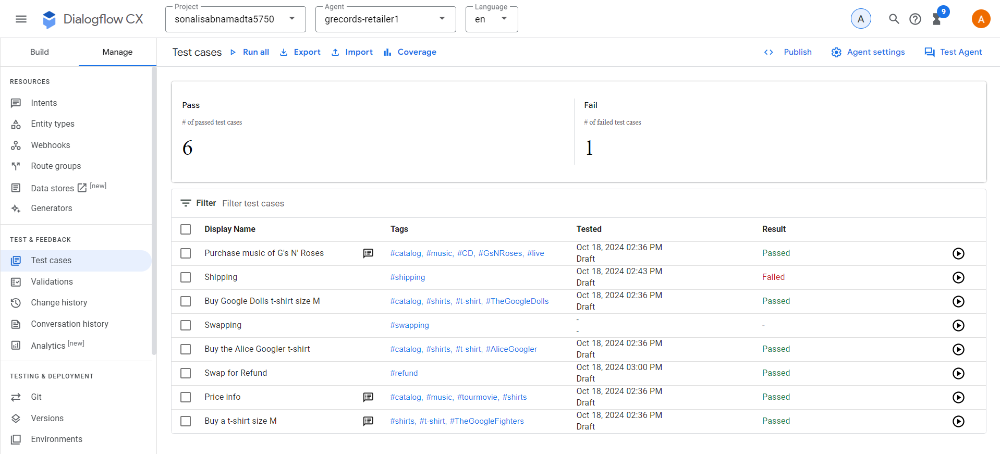 Dialogflow CX
Project
sonalisabnamadta5750
Agent
grecords-retailer1
Language
en
A
9
A
Build
Manage
Test cases
Run all
Export
Import
Coverage
Publish
Agent settings
Test Agent
RESOURCES
Intents
Entity types
Webhooks
Route groups
Data stores [new]
Generators
TEST & FEEDBACK
Test cases
Validations
Change history
Conversation history
Analytics [new]
TESTING & DEPLOYMENT
Git
Versions
Environments
Pass
# of passed test cases
6
Fail
# of failed test cases
1
Filter Filter test cases
Display Name Tags Tested Result
Purchase music of G's N' Roses #catalog, #music, #CD, #GsNRoses, #live Oct 18, 2024 02:36 PM Passed
Draft
Shipping #shipping Oct 18, 2024 02:43 PM Failed
Draft
Buy Google Dolls t-shirt size M #catalog, #shirts, #t-shirt, #TheGoogleDolls Oct 18, 2024 02:36 PM Passed
Draft
Swapping #swapping - -
-
Buy the Alice Googler t-shirt #catalog, #shirts, #t-shirt, #AliceGoogler Oct 18, 2024 02:36 PM Passed
Draft
Swap for Refund #refund Oct 18, 2024 03:00 PM Passed
Draft
Price info #catalog, #music, #tourmovie, #shirts Oct 18, 2024 02:36 PM Passed
Draft
Buy a t-shirt size M #shirts, #t-shirt, #TheGoogleFighters Oct 18, 2024 02:36 PM Passed
Draft